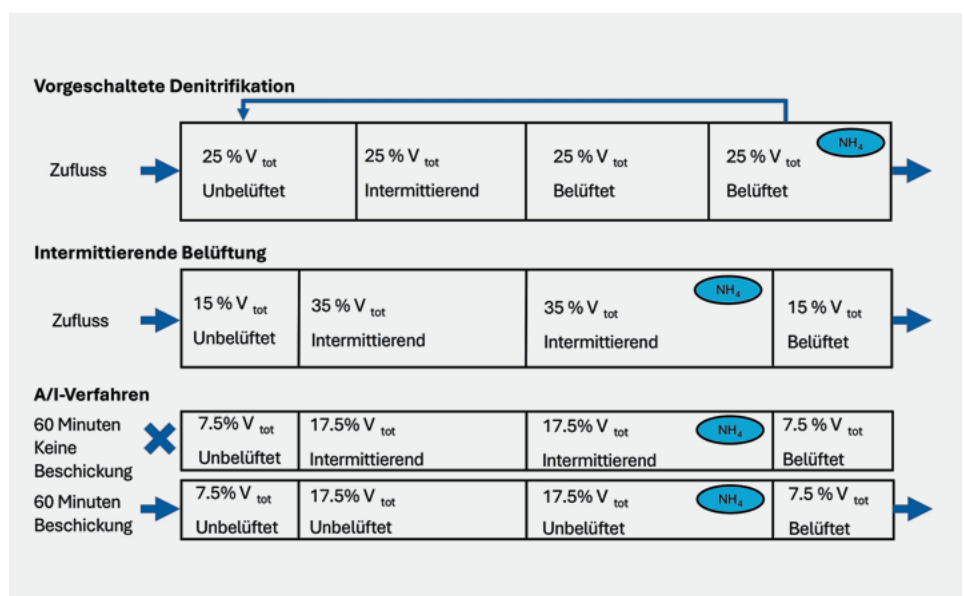 Vorgeschaltete Denitrifikation
Zufluss
25 % V tot
Unbelüftet
25 % V tot
Intermittierend
25 % V tot
Belüftet
25 % V tot
Belüftet
NH4
Intermittierende Belüftung
Zufluss
15 % V tot
Unbelüftet
35 % V tot
Intermittierend
35 % V tot
Intermittierend
NH4
15 % V tot
Belüftet
A/I-Verfahren
60 Minuten
Keine
Beschickung
7.5% V tot
Unbelüftet
17.5% V tot
Intermittierend
17.5% V tot
Intermittierend
NH4
7.5 % V tot
Belüftet
60 Minuten
Beschickung
7.5% V tot
Unbelüftet
17.5% V tot
Unbelüftet
17.5% V tot
Unbelüftet
NH4
7.5 % V tot
Belüftet